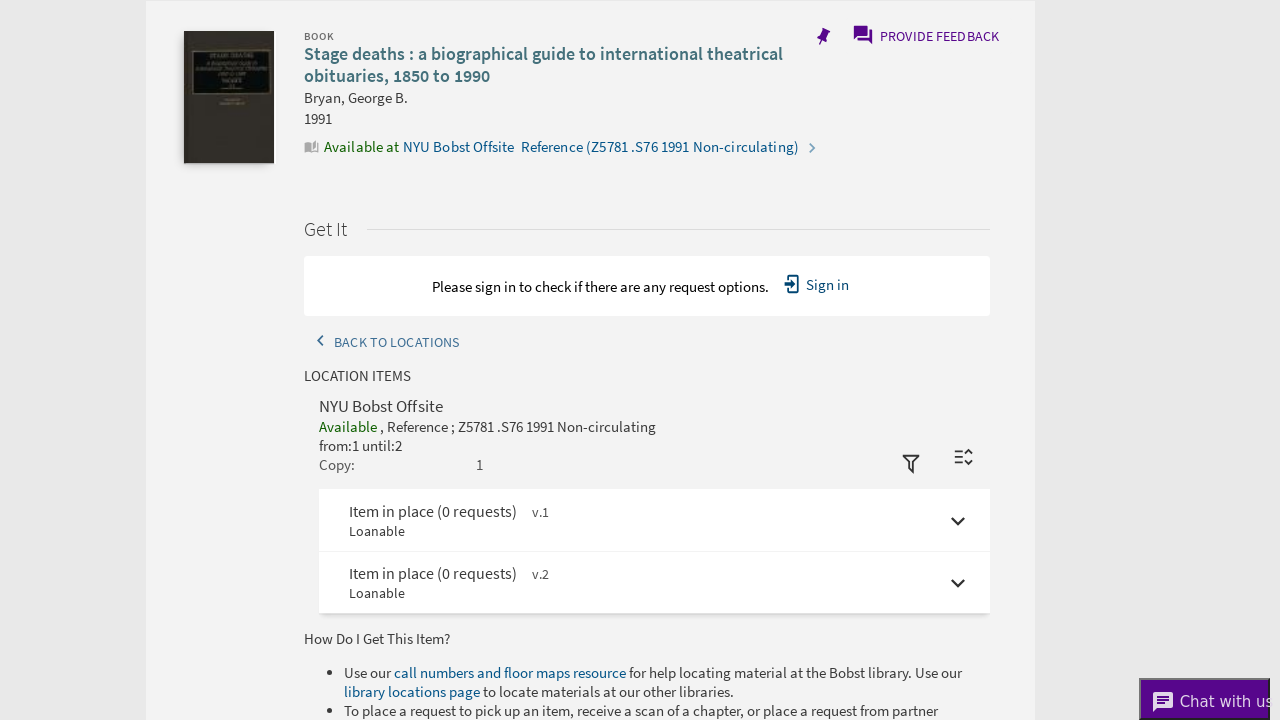 BOOK
Stage deaths : a biographical guide to international theatrical
obituaries, 1850 to 1990
Bryan, George B.
1991
Available at NYU Bobst Offsite Reference (Z5781 .S76 1991 Non-circulating)
PROVIDE FEEDBACK
Get It
Please sign in to check if there are any request options. Sign in
BACK TO LOCATIONS
LOCATION ITEMS
NYU Bobst Offsite
Available , Reference ; Z5781 .S76 1991 Non-circulating
from:1 until:2
Copy: 1
Item in place (0 requests) v.1
Loanable
Item in place (0 requests) v.2
Loanable
How Do I Get This Item?
Use our call numbers and floor maps resource for help locating material at the Bobst library. Use our
library locations page to locate materials at our other libraries.
To place a request to pick up an item, receive a scan of a chapter, or place a request from partner
Chat with us